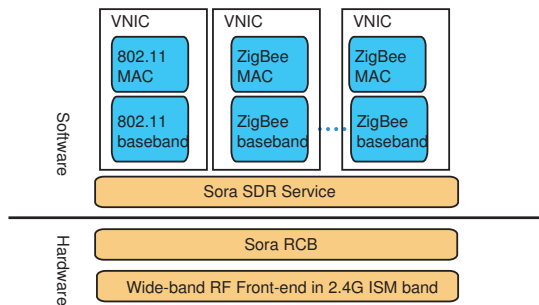 VNIC
802.11
MAC
802.11
baseband
VNIC
ZigBee
MAC
ZigBee
baseband
VNIC
ZigBee
MAC
ZigBee
baseband
Software
Sora SDR Service
Hardware
Sora RCB
Wide-band RF Front-end in 2.4G ISM band